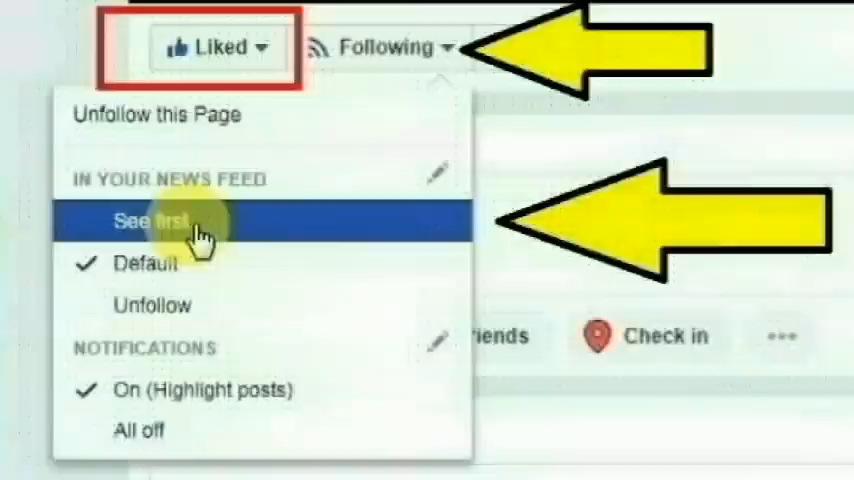 Liked Following
Unfollow this Page
IN YOUR NEWS FEED
See first
Default
Unfollow
riends Check in
NOTIFICATIONS
On (Highlight posts)
All off